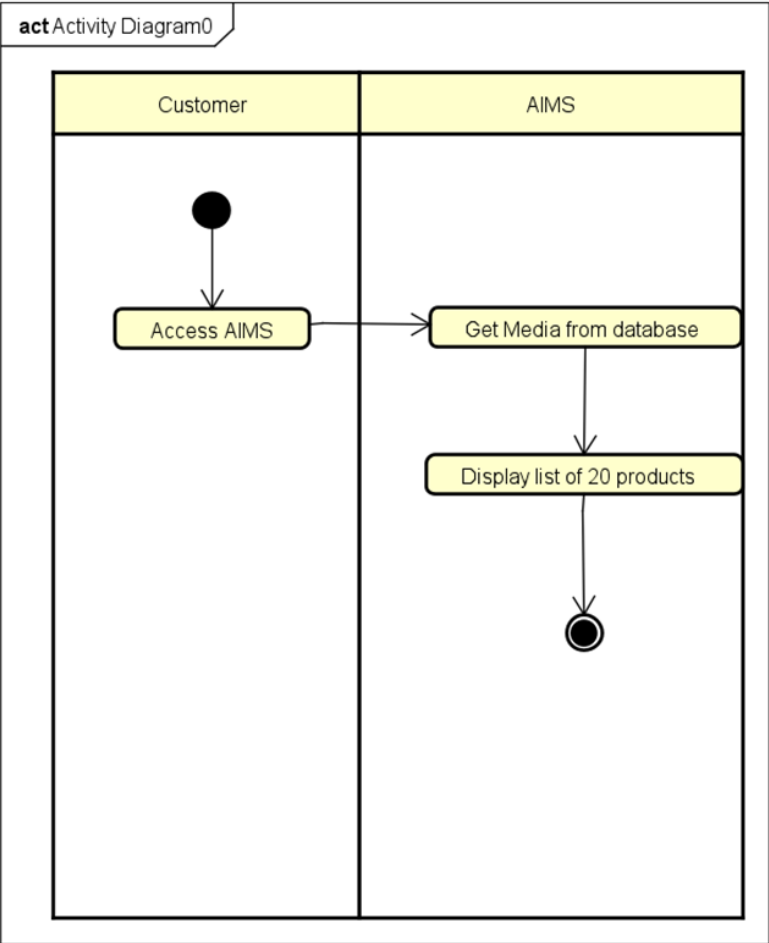 act Activity Diagram0
Customer
AIMS
Access AIMS
Get Media from database
Display list of 20 products